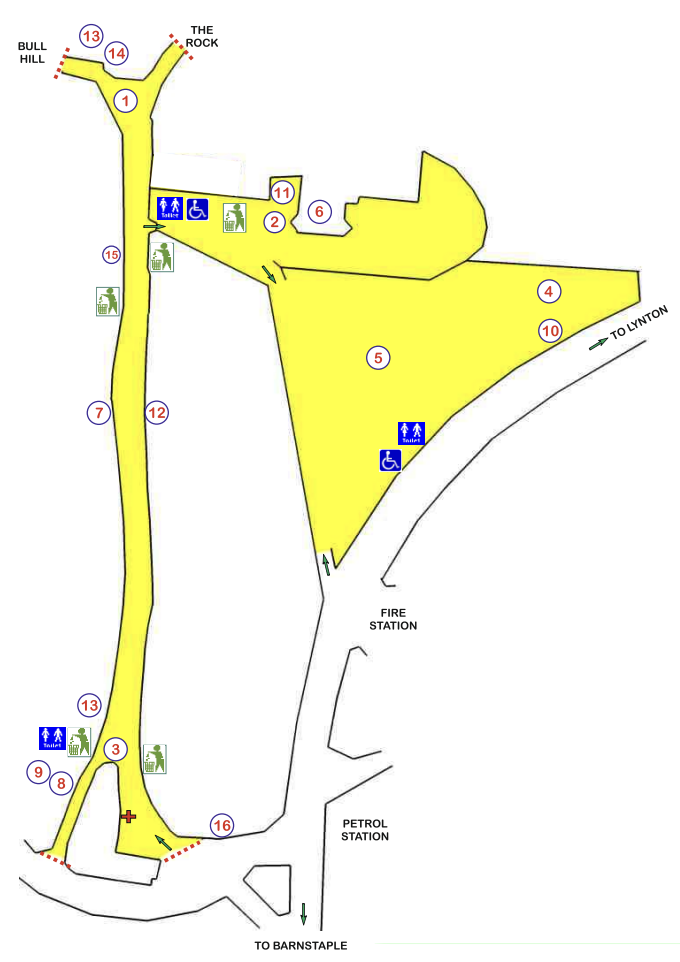 13
THE
ROCK
BULL
HILL
14
1
11
Toilet
6
2
15
4
10
TO LYNTON
5
7
12
Toilet
FIRE
STATION
13
Toilet
3
9
8
16
PETROL
STATION
TO BARNSTAPLE